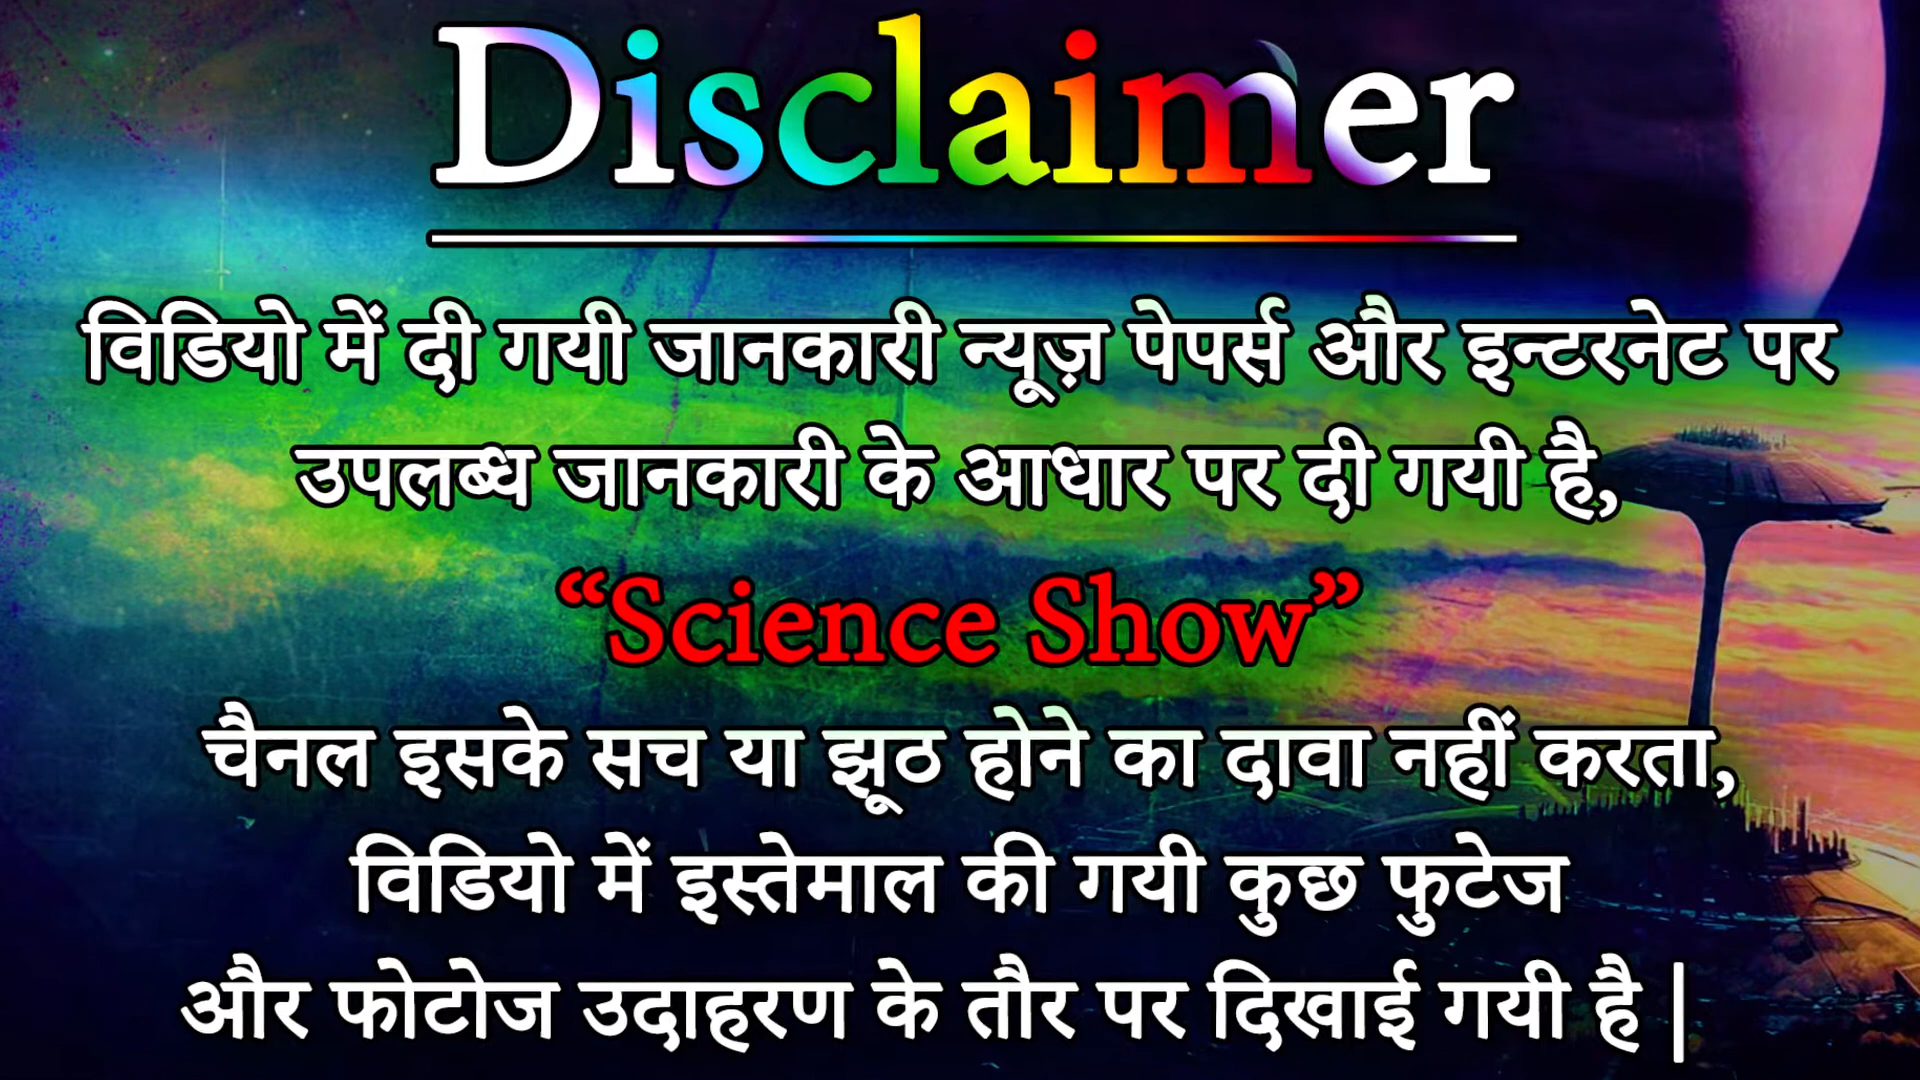 Disclaimer
विडियो में दी गयी जानकारी न्यूज़ पेपर्स और इन्टरनेट पर
उपलब्ध जानकारी के आधार पर दी गयी है,
“Science Show”
चैनल इसके सच या झूठ होने का दावा नहीं करता,
विडियो में इस्तेमाल की गयी कुछ फुटेज
और फोटोज उदाहरण के तौर पर दिखाई गयी है |